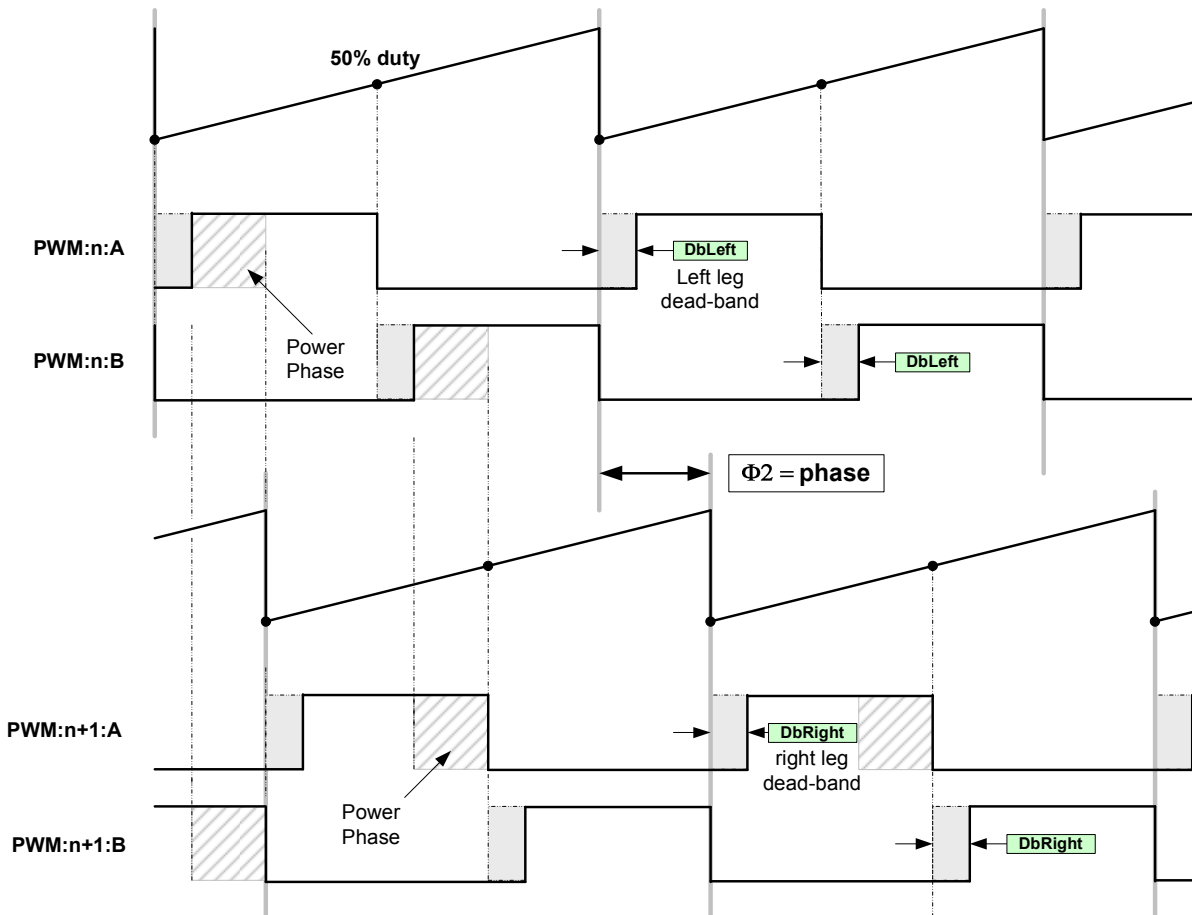 50% duty
PWM:n:A
DbLeft
Left leg
dead-band
Power
Phase
PWM:n:B
DbLeft
Φ2 = phase
PWM:n+1:A
DbRight
right leg
dead-band
Power
Phase
PWM:n+1:B
DbRight